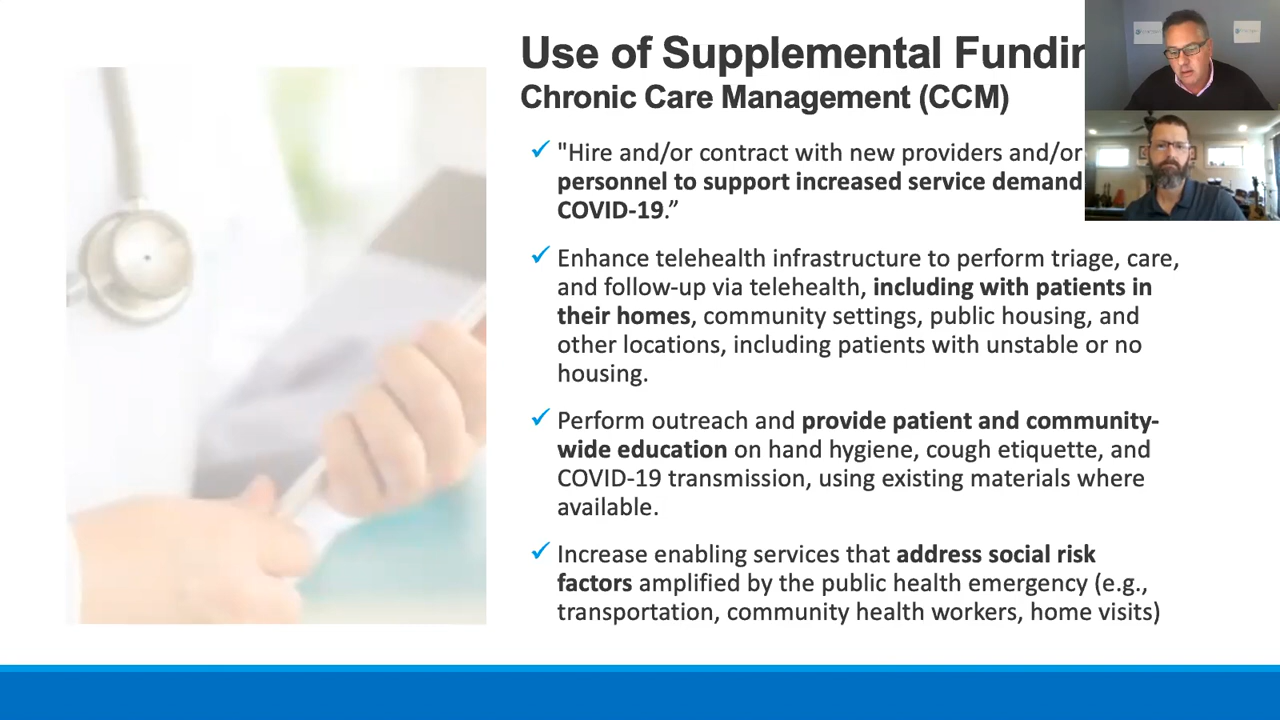 Use of Supplemental Fundin
Chronic Care Management (CCM)
"Hire and/or contract with new providers and/or
personnel to support increased service demand
COVID-19.”
Enhance telehealth infrastructure to perform triage, care,
and follow-up via telehealth, including with patients in
their homes, community settings, public housing, and
other locations, including patients with unstable or no
housing.
Perform outreach and provide patient and community-
wide education on hand hygiene, cough etiquette, and
COVID-19 transmission, using existing materials where
available.
Increase enabling services that address social risk
factors amplified by the public health emergency (e.g.,
transportation, community health workers, home visits)